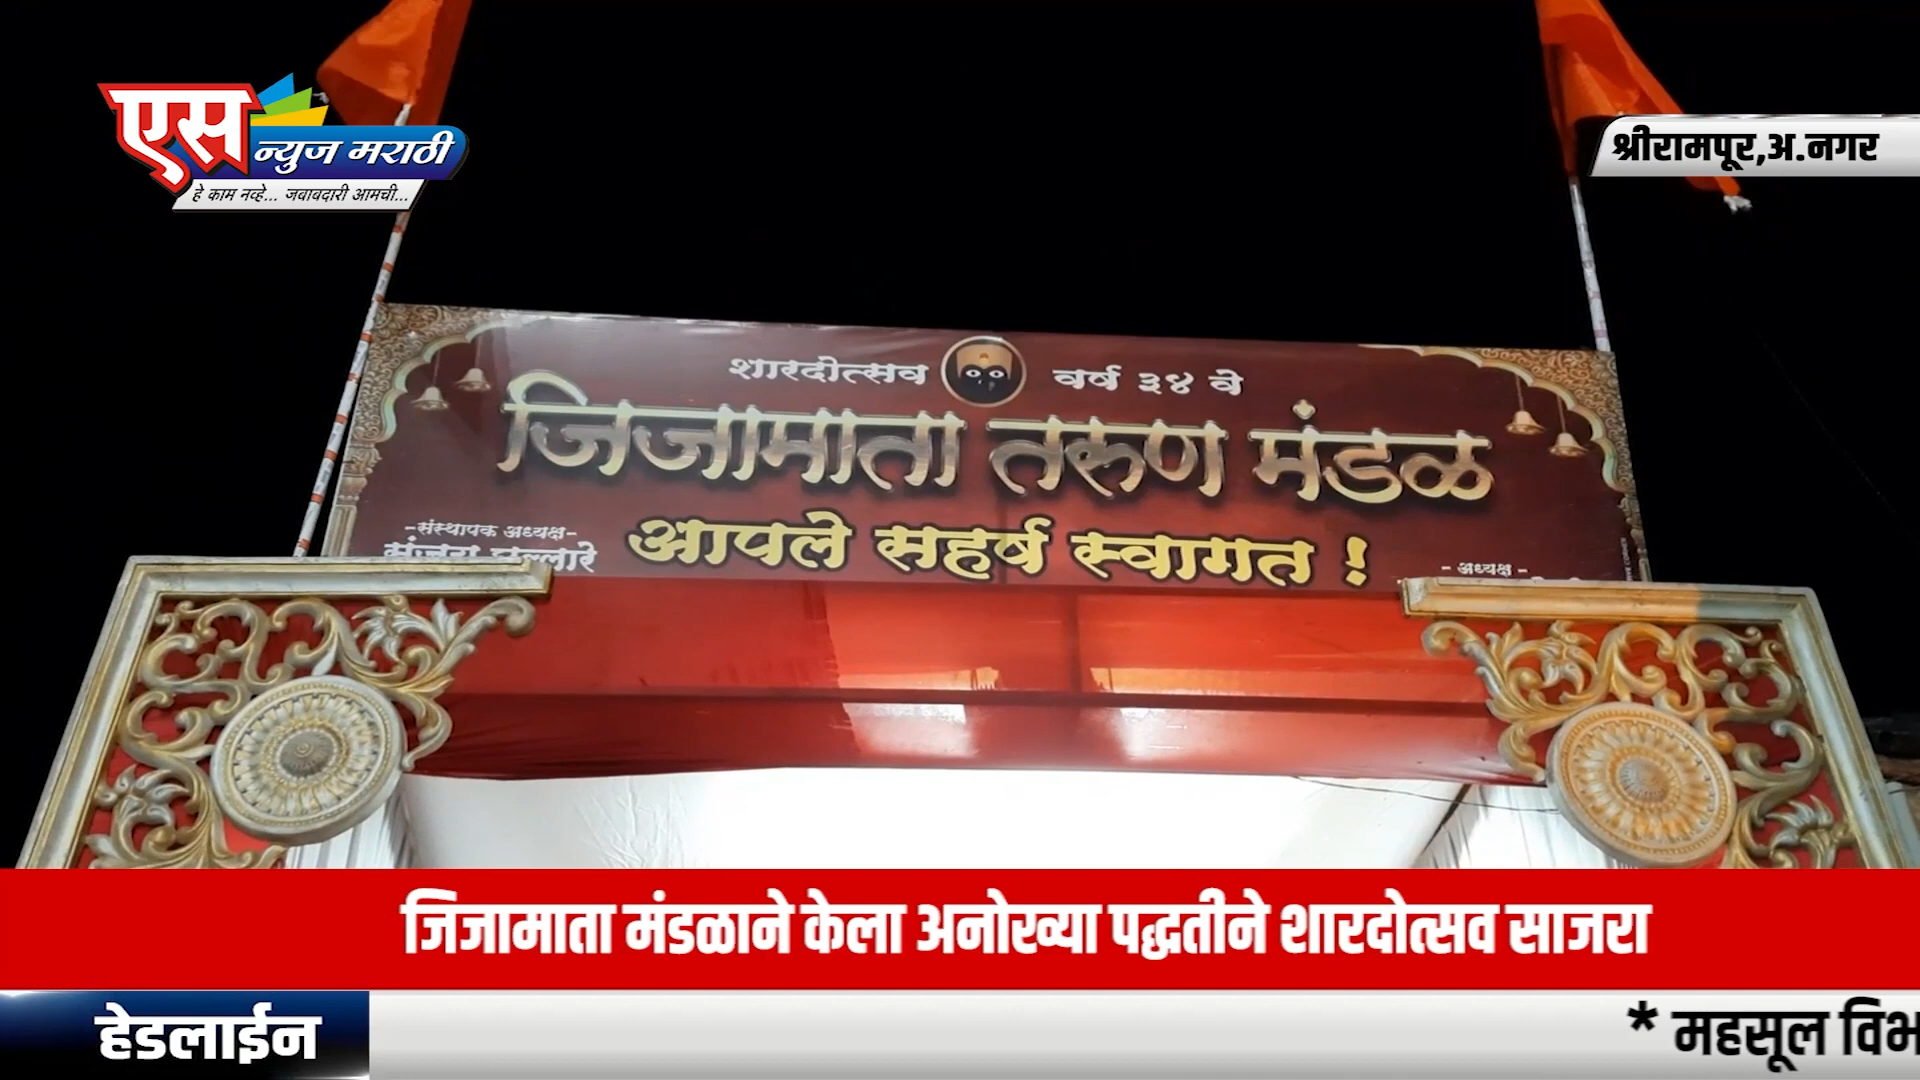 एस
न्युज मराठी
हे काम नव्हे... जबाबदारी आमची...
श्रीरामपूर,अ.नगर
शारदोत्सव वर्ष ३४ वे
जिजामाता तरुण मंडळ
आपले सहर्ष स्वागत !
-संस्थापक अध्यक्ष-
- अध्यक्ष -
जिजामाता मंडळाने केला अनोख्या पद्धतीने शारदोत्सव साजरा
हेडलाईन
* महसूल